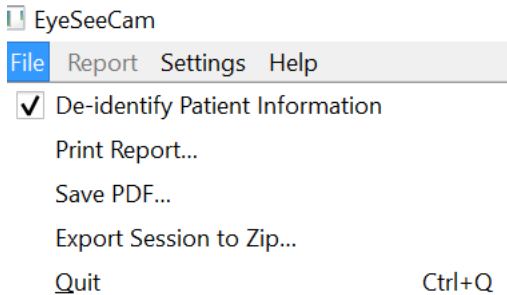 EyeSeeCam
File Report Settings Help
De-identify Patient Information
Print Report...
Save PDF...
Export Session to Zip...
Quit Ctrl+Q